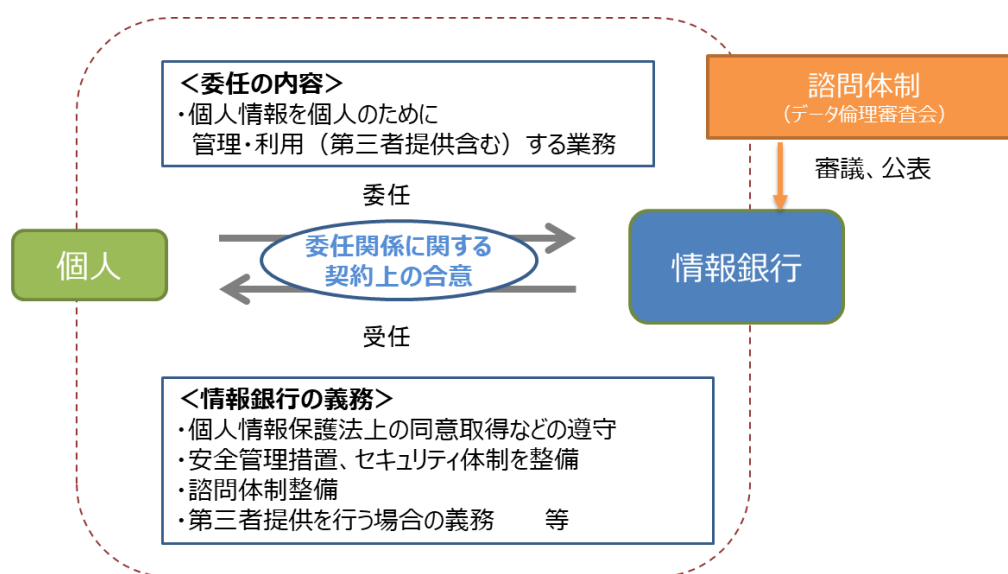 <委任の内容>
・個人情報を個人のために
管理・利用（第三者提供含む）する業務
諮問体制
（データ倫理審査会）
審議、公表
委任
個人
委任関係に関する
契約上の合意
情報銀行
受任
<情報銀行の義務>
・個人情報保護法上の同意取得などの遵守
・安全管理措置、セキュリティ体制を整備
・諮問体制整備
・第三者提供を行う場合の義務　　等